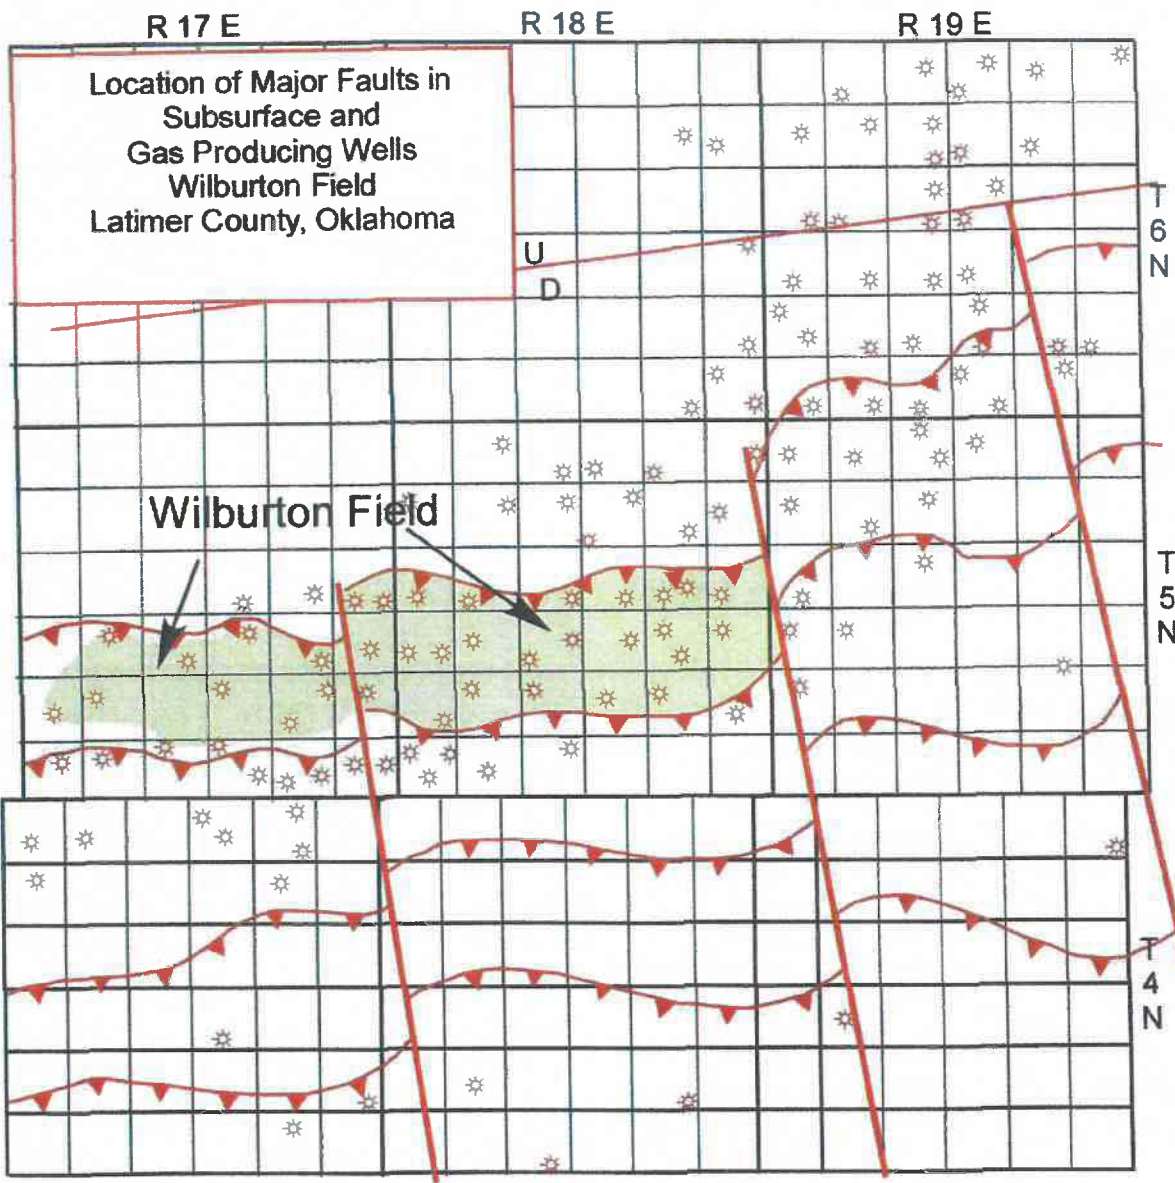 R 17 E
R 18 E
R 19 E
Location of Major Faults in
Subsurface and
Gas Producing Wells
Wilburton Field
Latimer County, Oklahoma
U
D
T
6
N
Wilburton Field
T
5
N
T
4
N